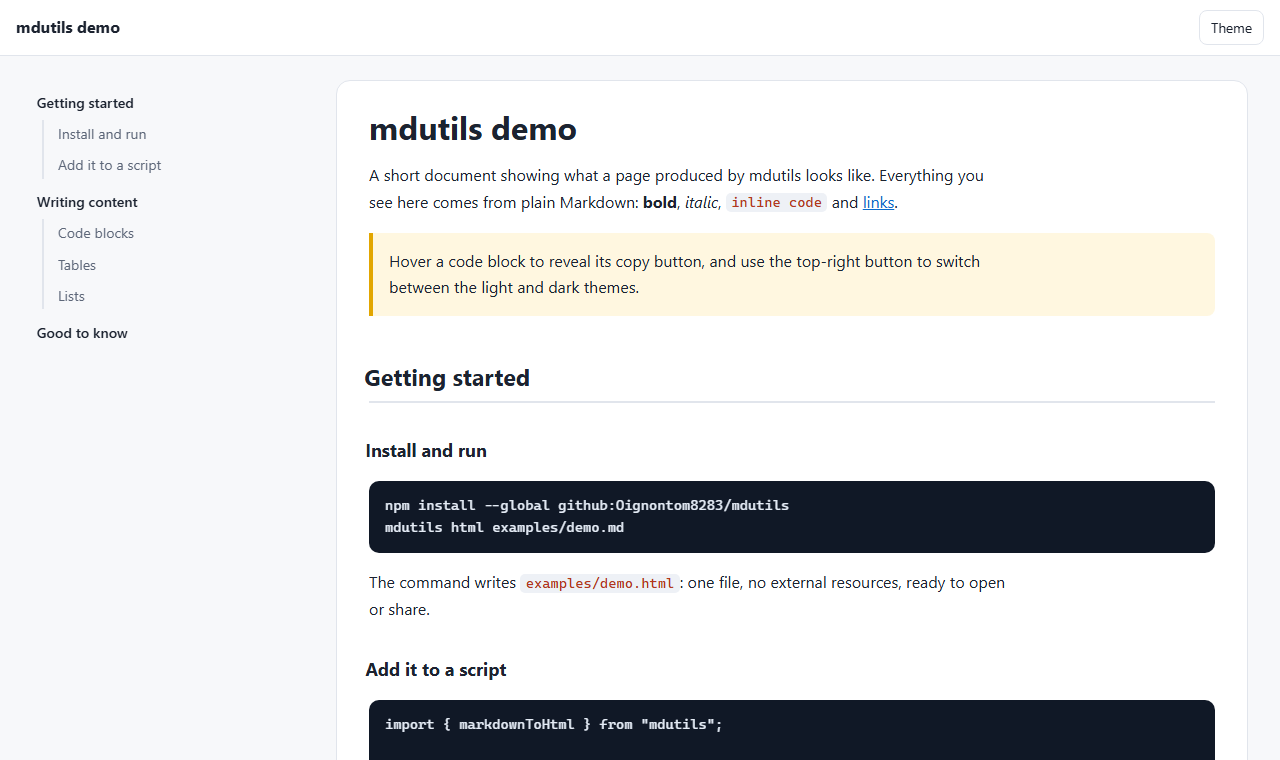 mdutils demo
Theme
Getting started
Install and run
Add it to a script
Writing content
Code blocks
Tables
Lists
Good to know
mdutils demo
A short document showing what a page produced by mdutils looks like. Everything you
see here comes from plain Markdown: bold, italic, inline code and links.
Hover a code block to reveal its copy button, and use the top-right button to switch
between the light and dark themes.
Getting started
Install and run
npm install --global github:Oignontom8283/mdutils
mdutils html examples/demo.md
The command writes examples/demo.html: one file, no external resources, ready to open
or share.
Add it to a script
import { markdownToHtml } from "mdutils";